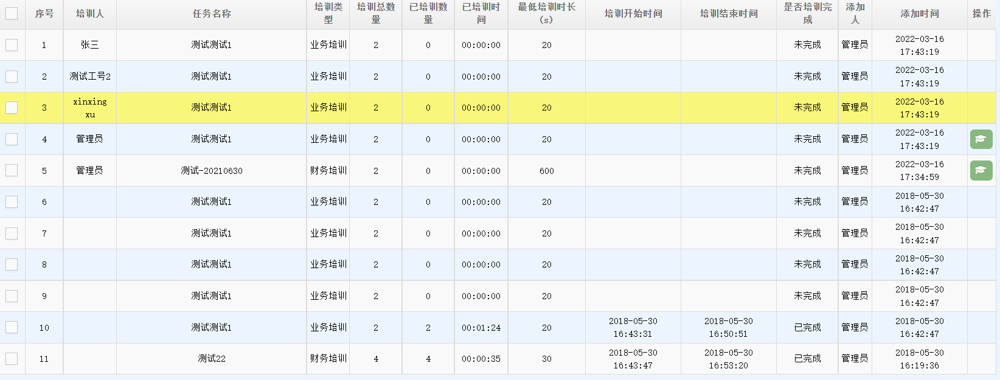 序号 培训人 任务名称 培训类型 培训总数量 已培训数量 已培训时间 最低培训时长(s) 培训开始时间 培训结束时间 是否培训完成 添加人 添加时间 操作
1 张三 测试测试1 业务培训 2 0 00:00:00 20 未完成 管理员 2022-03-16 17:43:19
2 测试工号2 测试测试1 业务培训 2 0 00:00:00 20 未完成 管理员 2022-03-16 17:43:19
3 xinxing xu 测试测试1 业务培训 2 0 00:00:00 20 未完成 管理员 2022-03-16 17:43:19
4 管理员 测试测试1 业务培训 2 0 00:00:00 20 未完成 管理员 2022-03-16 17:43:19
5 管理员 测试-20210630 财务培训 2 0 00:00:00 600 未完成 管理员 2022-03-16 17:34:59
6 测试测试1 业务培训 2 0 00:00:00 20 未完成 管理员 2018-05-30 16:42:47
7 测试测试1 业务培训 2 0 00:00:00 20 未完成 管理员 2018-05-30 16:42:47
8 测试测试1 业务培训 2 0 00:00:00 20 未完成 管理员 2018-05-30 16:42:47
9 测试测试1 业务培训 2 0 00:00:00 20 未完成 管理员 2018-05-30 16:42:47
10 测试测试1 业务培训 2 2 00:01:24 20 2018-05-30 16:43:31 2018-05-30 16:50:51 已完成 管理员 2018-05-30 16:42:47
11 测试22 财务培训 4 4 00:00:35 30 2018-05-30 16:43:47 2018-05-30 16:53:20 已完成 管理员 2018-05-30 16:19:36